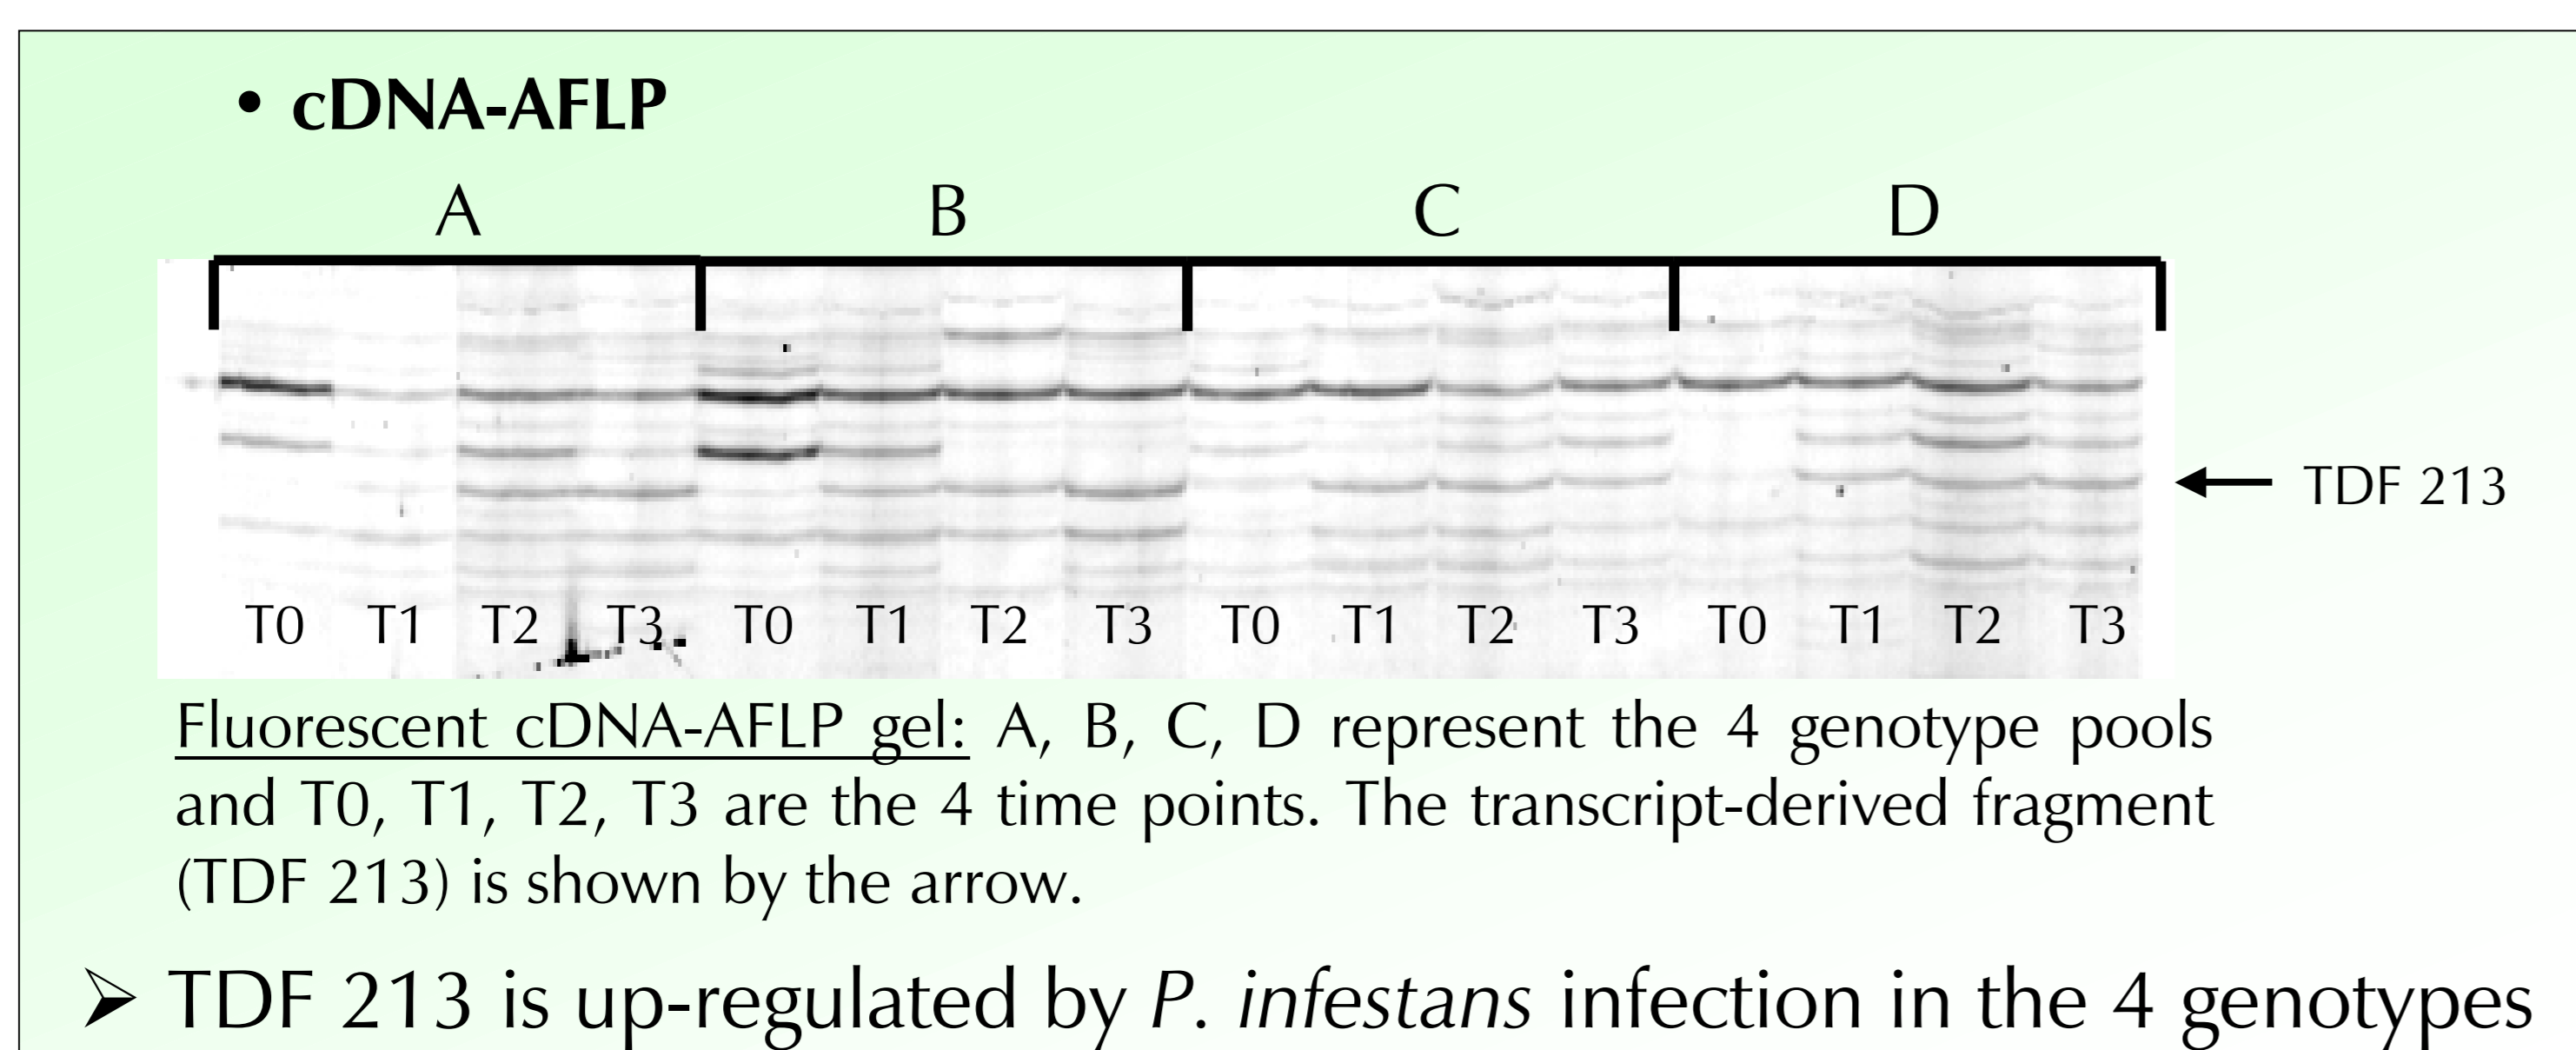 • cDNA-AFLP
A B C D
TDF 213
T0 T1 T2 T3 T0 T1 T2 T3 T0 T1 T2 T3 T0 T1 T2 T3
Fluorescent cDNA-AFLP gel: A, B, C, D represent the 4 genotype pools
and T0, T1, T2, T3 are the 4 time points. The transcript-derived fragment
(TDF 213) is shown by the arrow.
➢ TDF 213 is up-regulated by P. infestans infection in the 4 genotypes